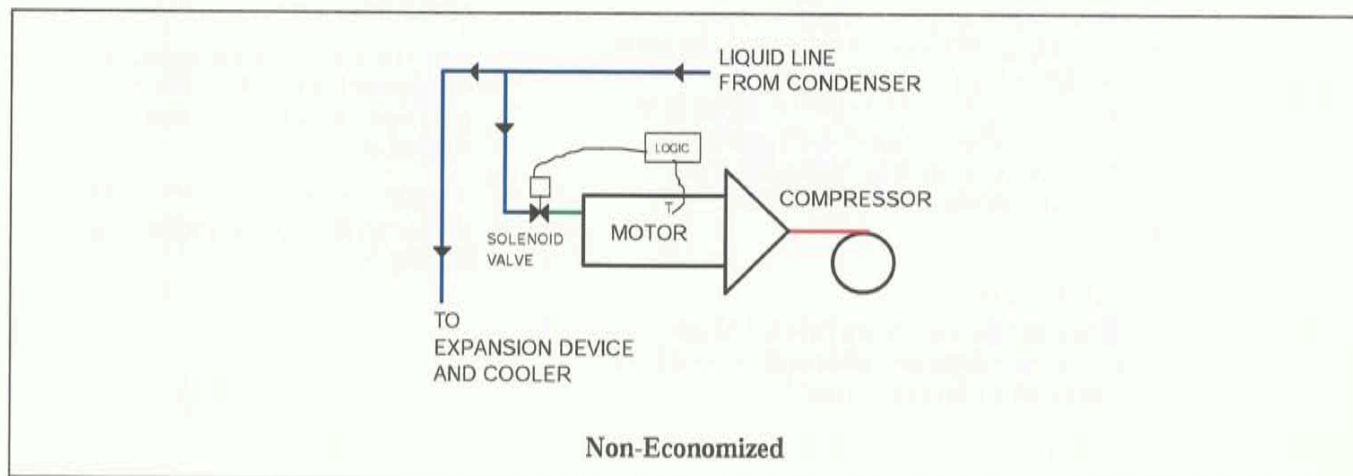 LIQUID LINE
FROM CONDENSER
LOGIC
COMPRESSOR
T
MOTOR
SOLENOID
VALVE
TO
EXPANSION DEVICE
AND COOLER
Non-Economized